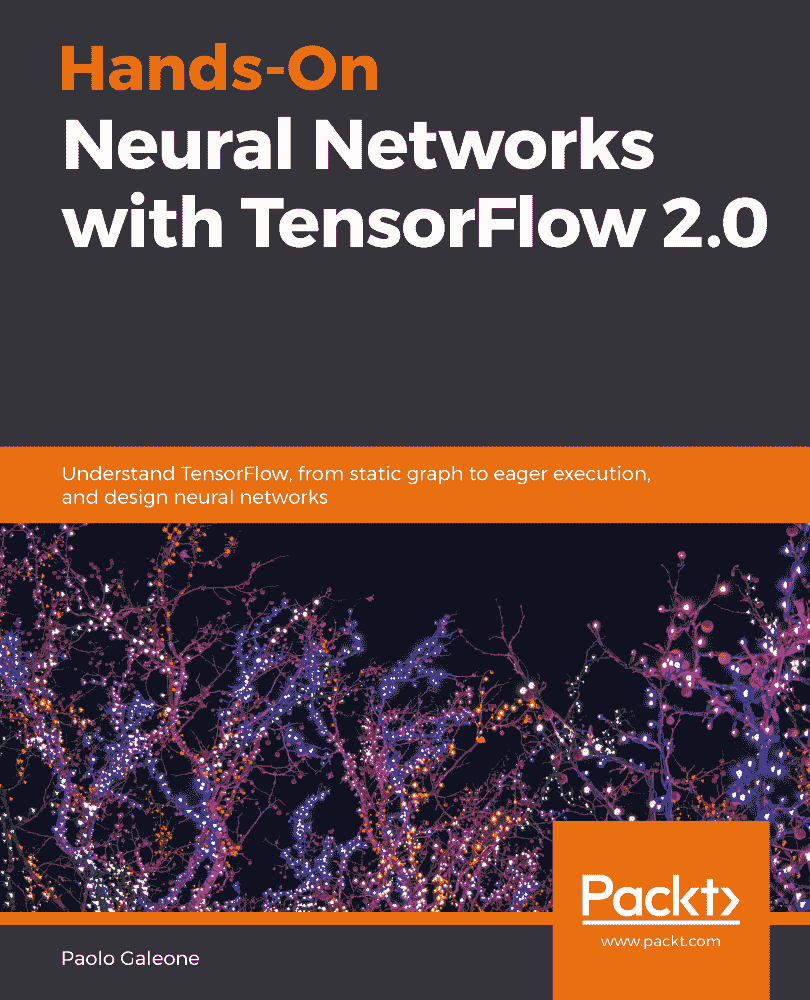 Hands-On
Neural Networks
with TensorFlow 2.0
Understand TensorFlow, from static graph to eager execution,
and design neural networks
Packt>
www.packt.com
Paolo Galeone